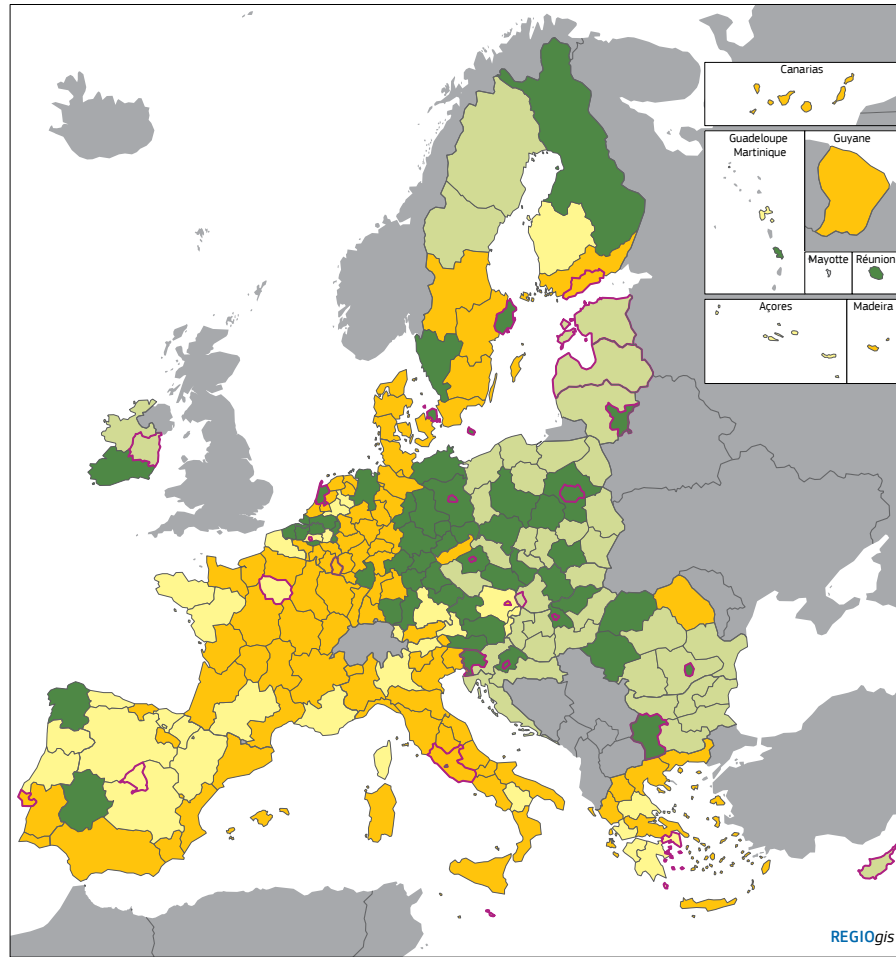 Canarias
Guadeloupe
Martinique
Guyane
Mayotte
Réunion
Açores
Madeira
REGIOgis